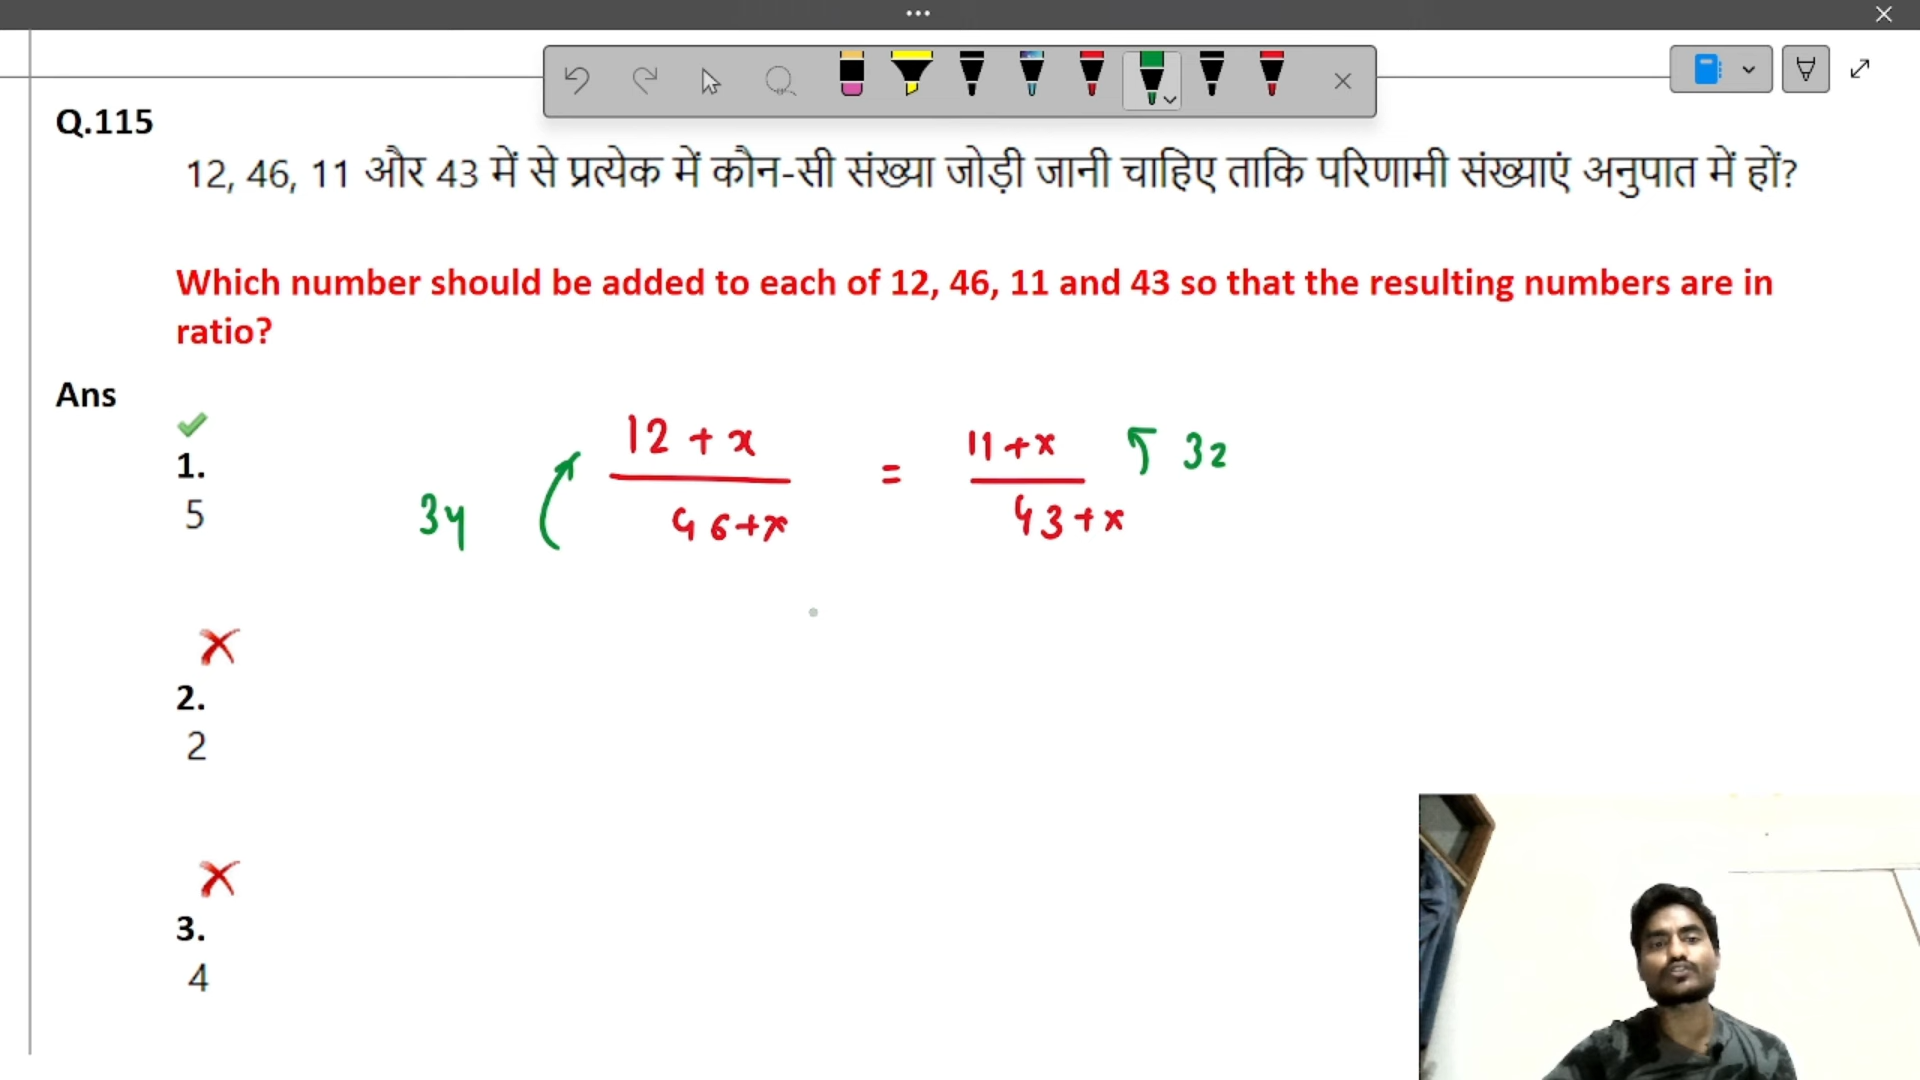 Q.115
12, 46, 11 और 43 में से प्रत्येक में कौन-सी संख्या जोड़ी जानी चाहिए ताकि परिणामी संख्याएं अनुपात में हों?
Which number should be added to each of 12, 46, 11 and 43 so that the resulting numbers are in
ratio?
Ans
1.
5
12 + x = 11 + x 32
34 46 + x 43 + x
2.
2
3.
4